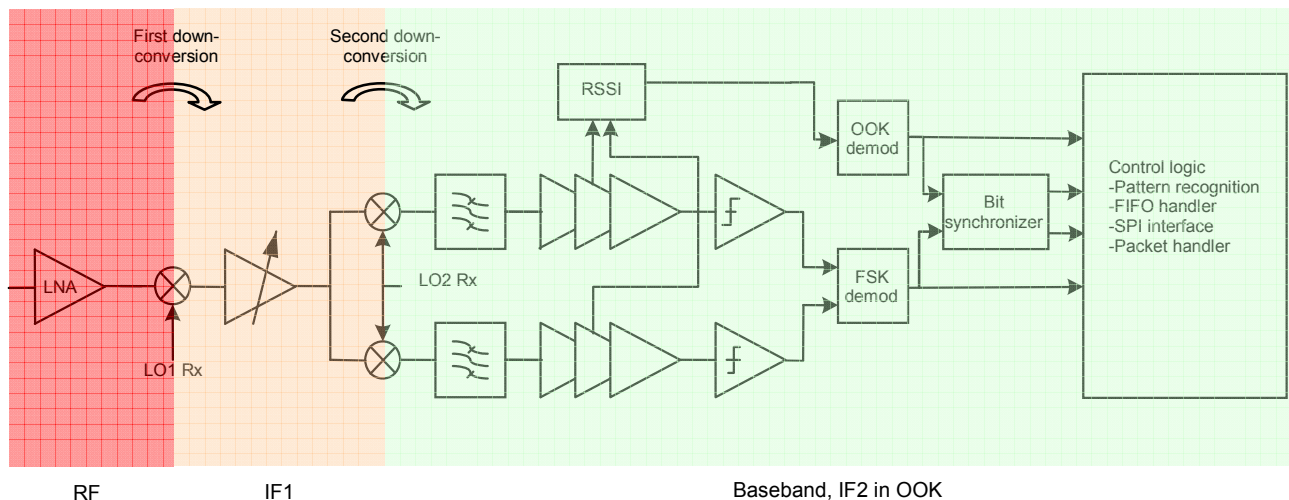 First down-
conversion
Second down-
conversion
RSSI
OOK
demod
Control logic
-Pattern recognition
-FIFO handler
-SPI interface
-Packet handler
Bit
synchronizer
LNA
LO2 Rx
FSK
demod
LO1 Rx
RF
IF1
Baseband, IF2 in OOK